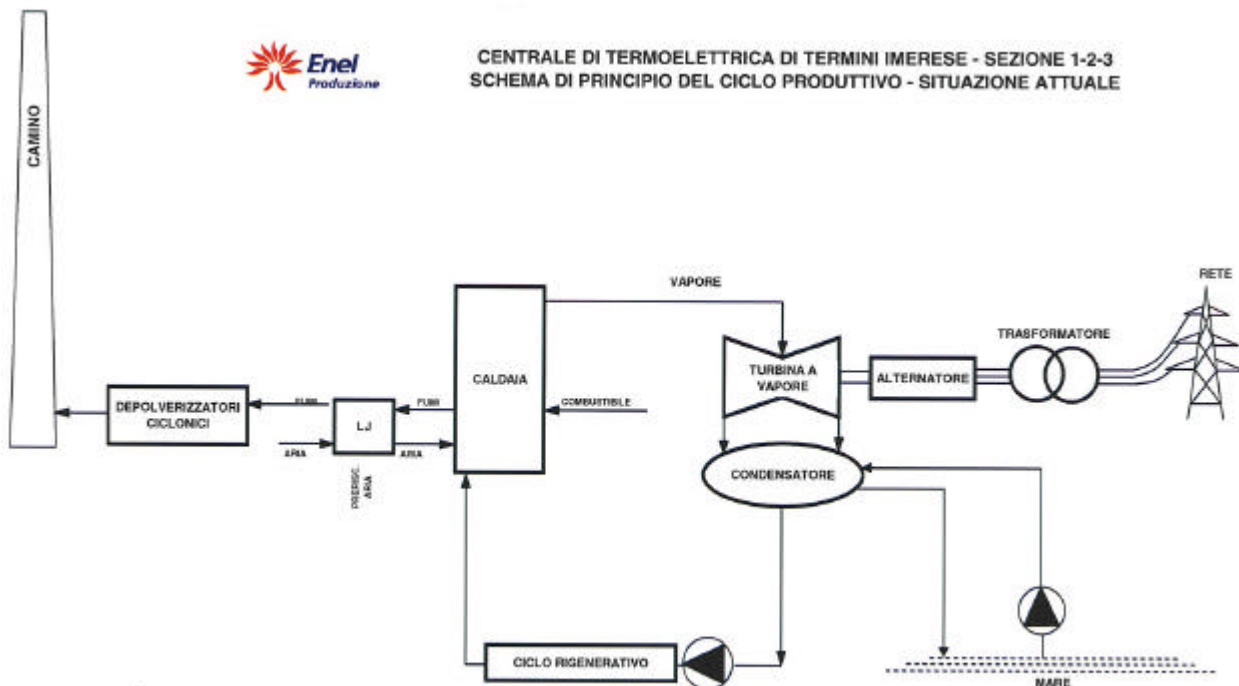 Enel
Produzione
CENTRALE DI TERMOELETTRICA DI TERMINI IMERESE - SEZIONE 1-2-3
SCHEMA DI PRINCIPIO DEL CICLO PRODUTTIVO - SITUAZIONE ATTUALE
CAMINO
RETE
VAPORE
TRASFORMATORE
TURBINA A
VAPORE
ALTERNATORE
CALDAIA
COMBUSTIBILE
FUMI
FUMI
DEPOLVERIZZATORI
CICLONICI
LJ
ARIA
ARIA
PRERISC.
ARIA
CONDENSATORE
CICLO RIGENERATIVO
MARE